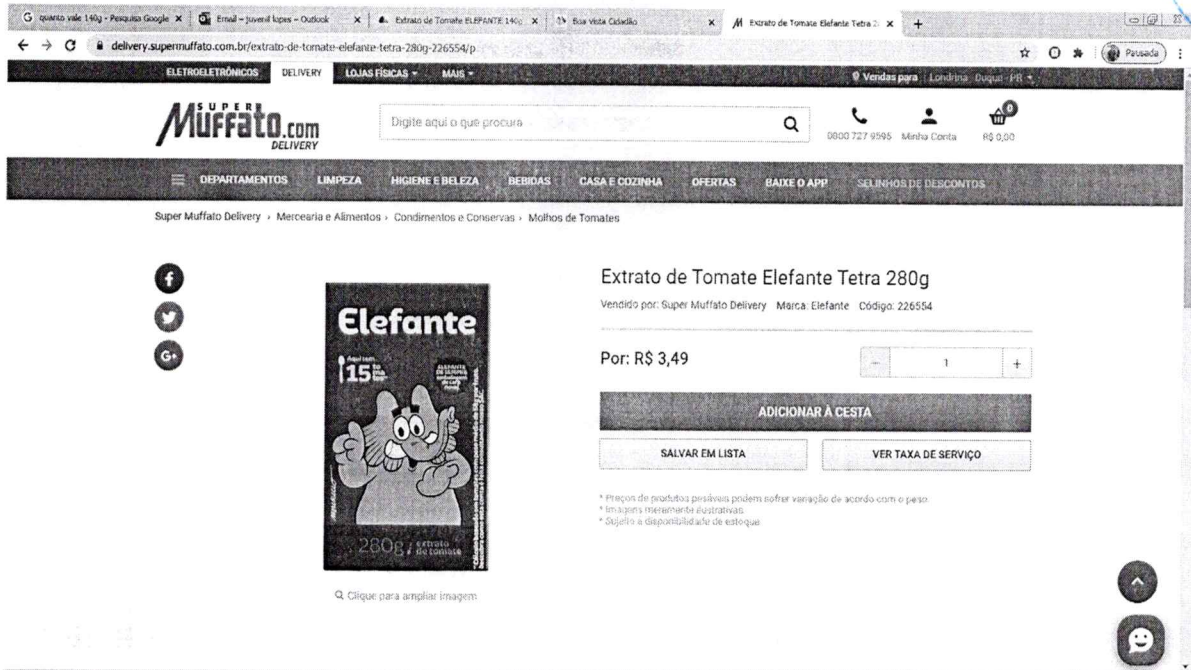 quanto vale 140g - Pesquisa Google
Email – juvenil lopes – Outlook
Extrato de Tomate ELEFANTE 140g
Boa Vista Cidadão
Extrato de Tomate Elefante Tetra 2
delivery.supermuffato.com.br/extrato-de-tomate-elefante-tetra-280g-226554/p
Pausada
ELETROELETRÔNICOS DELIVERY LOJAS FÍSICAS MAIS
Vendas para Londrina Duque - PR
SUPER
MUFFATO.com
DELIVERY
Digite aqui o que procura
0800 727 9595 Minha Conta R$ 0,00
0
DEPARTAMENTOS LIMPEZA HIGIENE E BELEZA BEBIDAS CASA E COZINHA OFERTAS BAIXE O APP SELINHOS DE DESCONTOS
Super Muffato Delivery › Mercearia e Alimentos › Condimentos e Conservas › Molhos de Tomates
Extrato de Tomate Elefante Tetra 280g
Vendido por: Super Muffato Delivery Marca: Elefante Código: 226554
Por: R$ 3,49
- 1 +
ADICIONAR À CESTA
SALVAR EM LISTA VER TAXA DE SERVIÇO
* Preços de produtos pesáveis podem sofrer variação de acordo com o peso.
* Imagens meramente ilustrativas.
* Sujeito a disponibilidade de estoque.
Elefante
Aqui tem
15 tomates
280g extrato de tomate
Clique para ampliar imagem